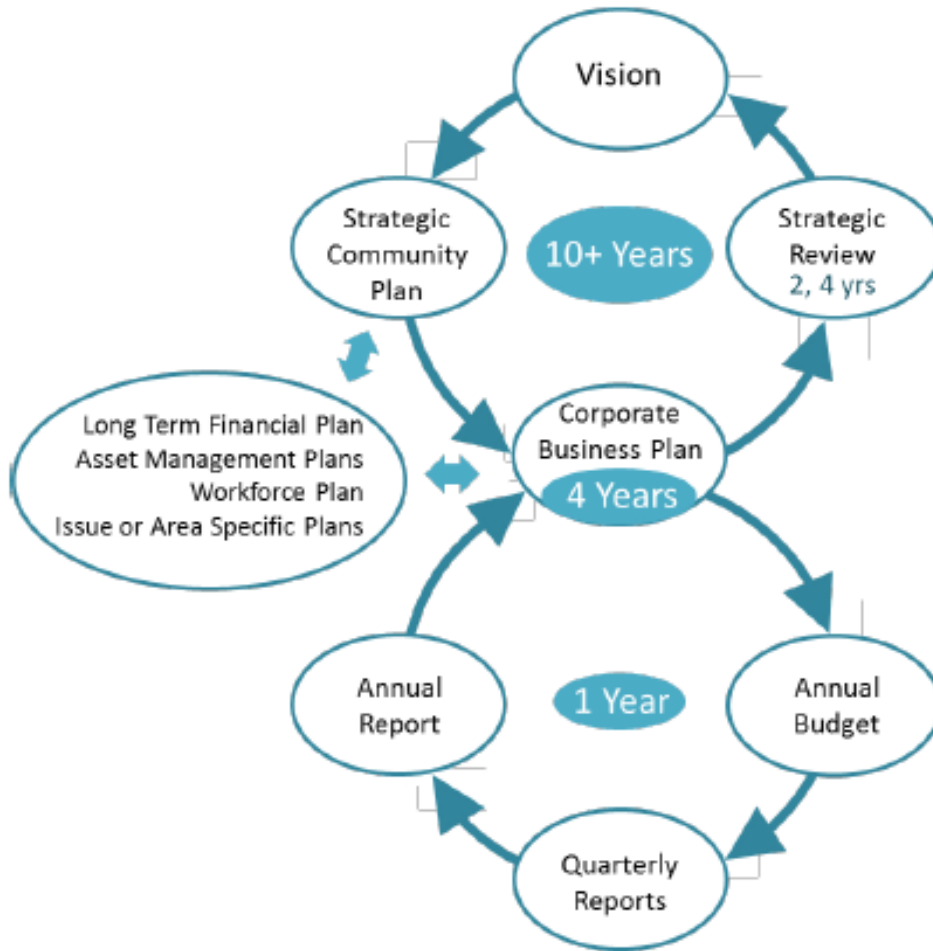 Vision
Strategic
Community
Plan
10+ Years
Strategic
Review
2, 4 yrs
Long Term Financial Plan
Asset Management Plans
Workforce Plan
Issue or Area Specific Plans
Corporate
Business Plan
4 Years
Annual
Report
1 Year
Annual
Budget
Quarterly
Reports